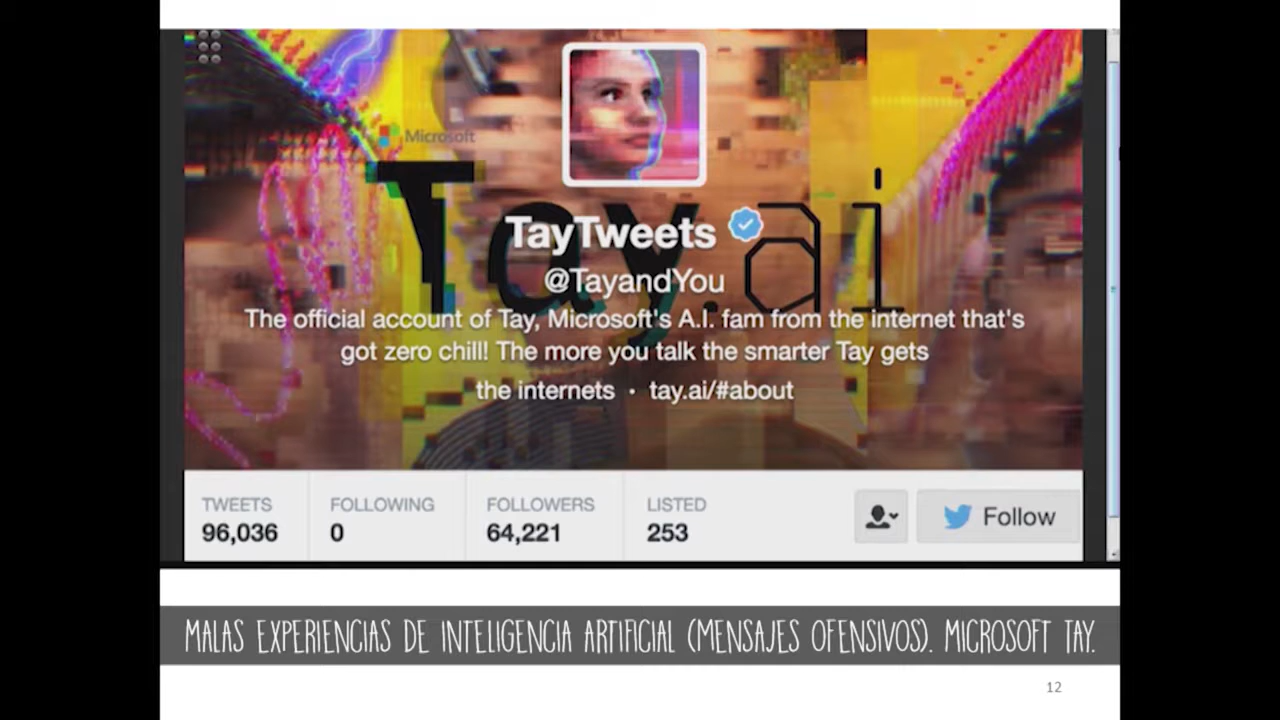 Microsoft
Tay.ai
TayTweets
@TayandYou
The official account of Tay, Microsoft's A.I. fam from the internet that's
got zero chill! The more you talk the smarter Tay gets
the internets · tay.ai/#about
TWEETS FOLLOWING FOLLOWERS LISTED
96,036 0 64,221 253
Follow
MALAS EXPERIENCIAS DE INTELIGENCIA ARTIFICIAL (MENSAJES OFENSIVOS). MICROSOFT TAY.
12